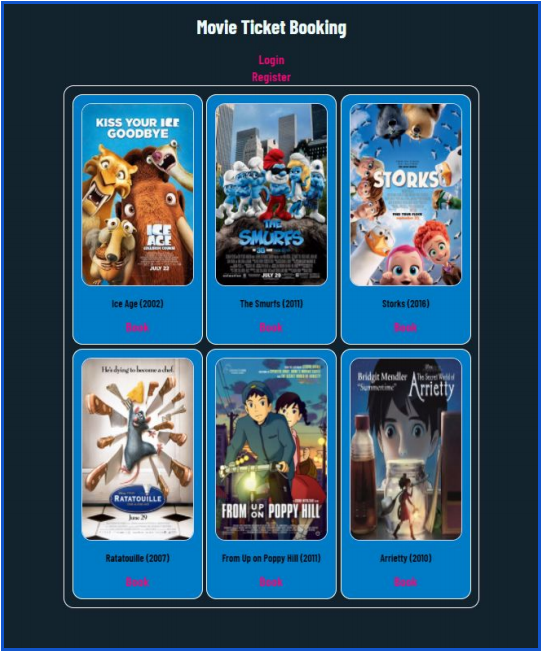 Movie Ticket Booking
Login
Register
KISS YOUR ICE
GOODBYE
ICE
AGE
JULY 22
THE
SMURFS
JULY 29
STORKS
Ice Age (2002)
The Smurfs (2011)
Storks (2016)
Book
Book
Book
He's dying to become a chef.
RATATOUILLE
June 29
FROM UP ON POPPY HILL
Bridgit Mendler
"Summertime"
The Secret World of
Arrietty
Ratatouille (2007)
From Up on Poppy Hill (2011)
Arrietty (2010)
Book
Book
Book